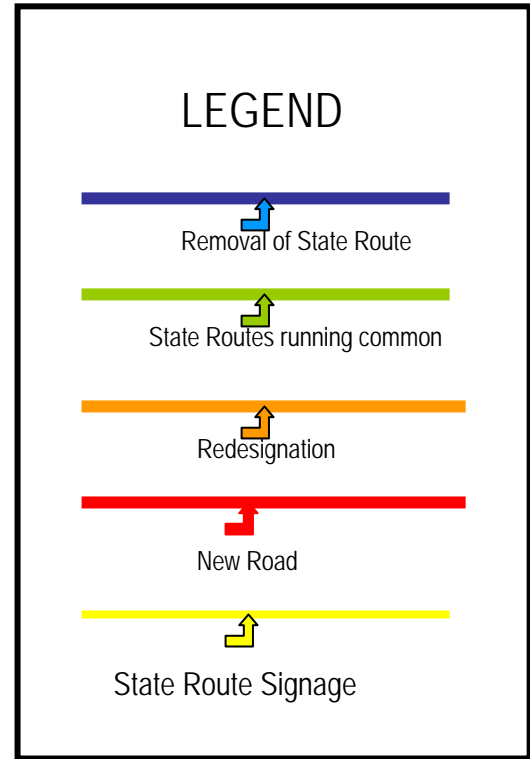 LEGEND
Removal of State Route
State Routes running common
Redesignation
New Road
State Route Signage